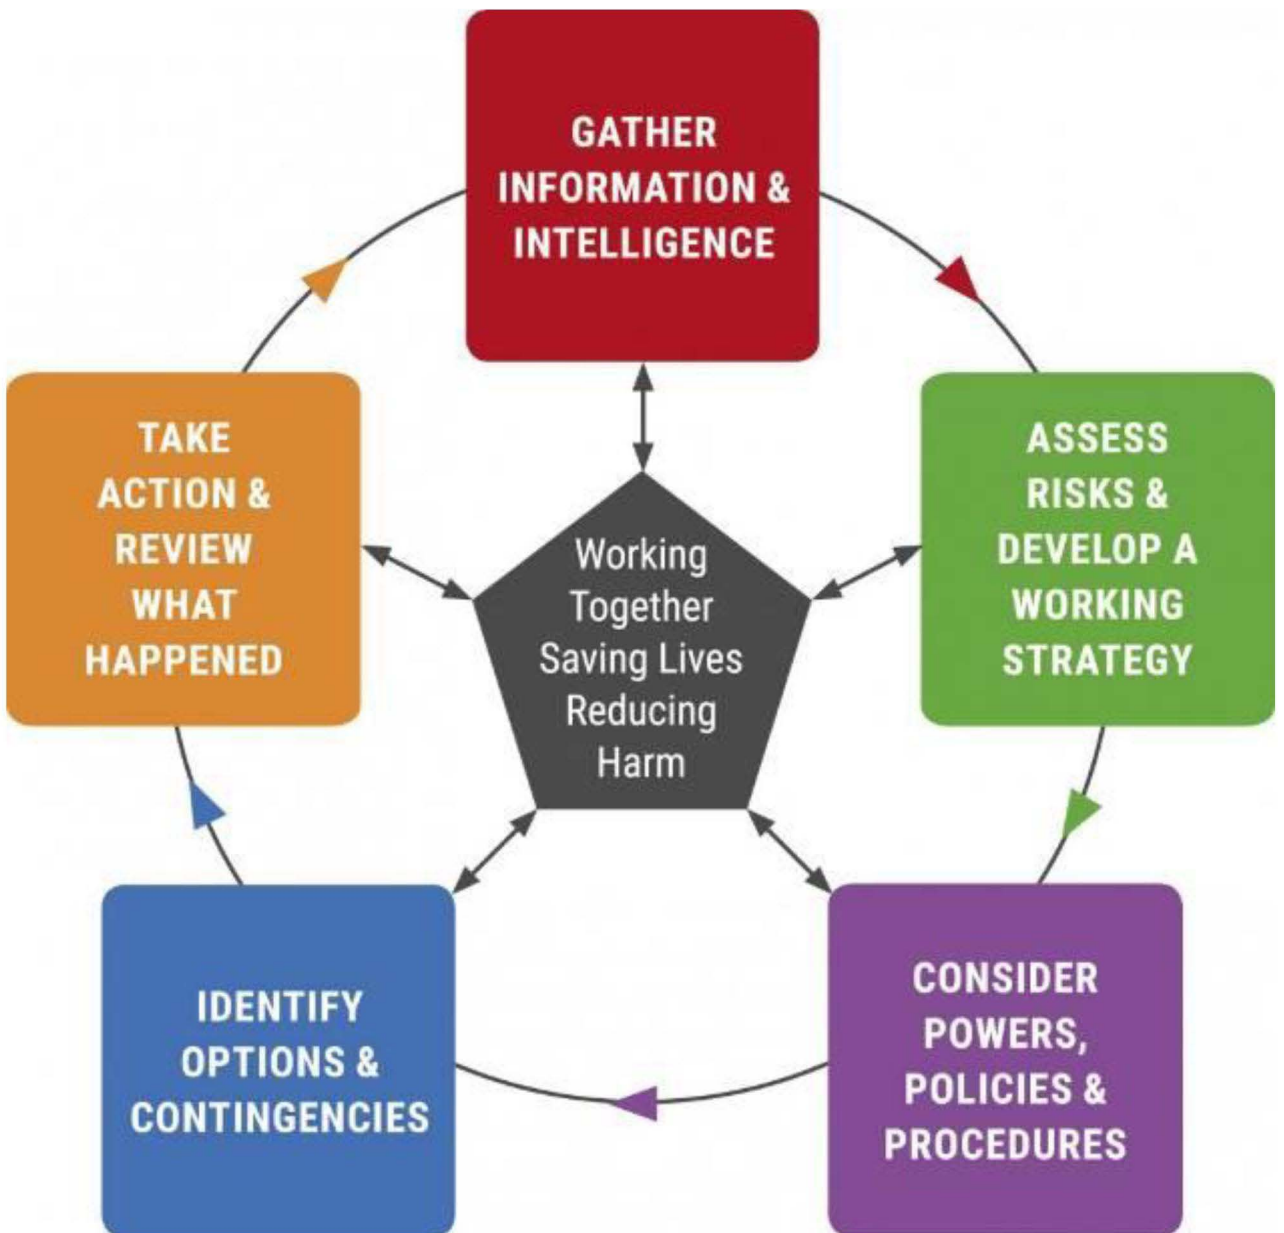 GATHER
INFORMATION &
INTELLIGENCE
ASSESS
RISKS &
DEVELOP A
WORKING
STRATEGY
CONSIDER
POWERS,
POLICIES &
PROCEDURES
IDENTIFY
OPTIONS &
CONTINGENCIES
TAKE
ACTION &
REVIEW
WHAT
HAPPENED
Working
Together
Saving Lives
Reducing
Harm